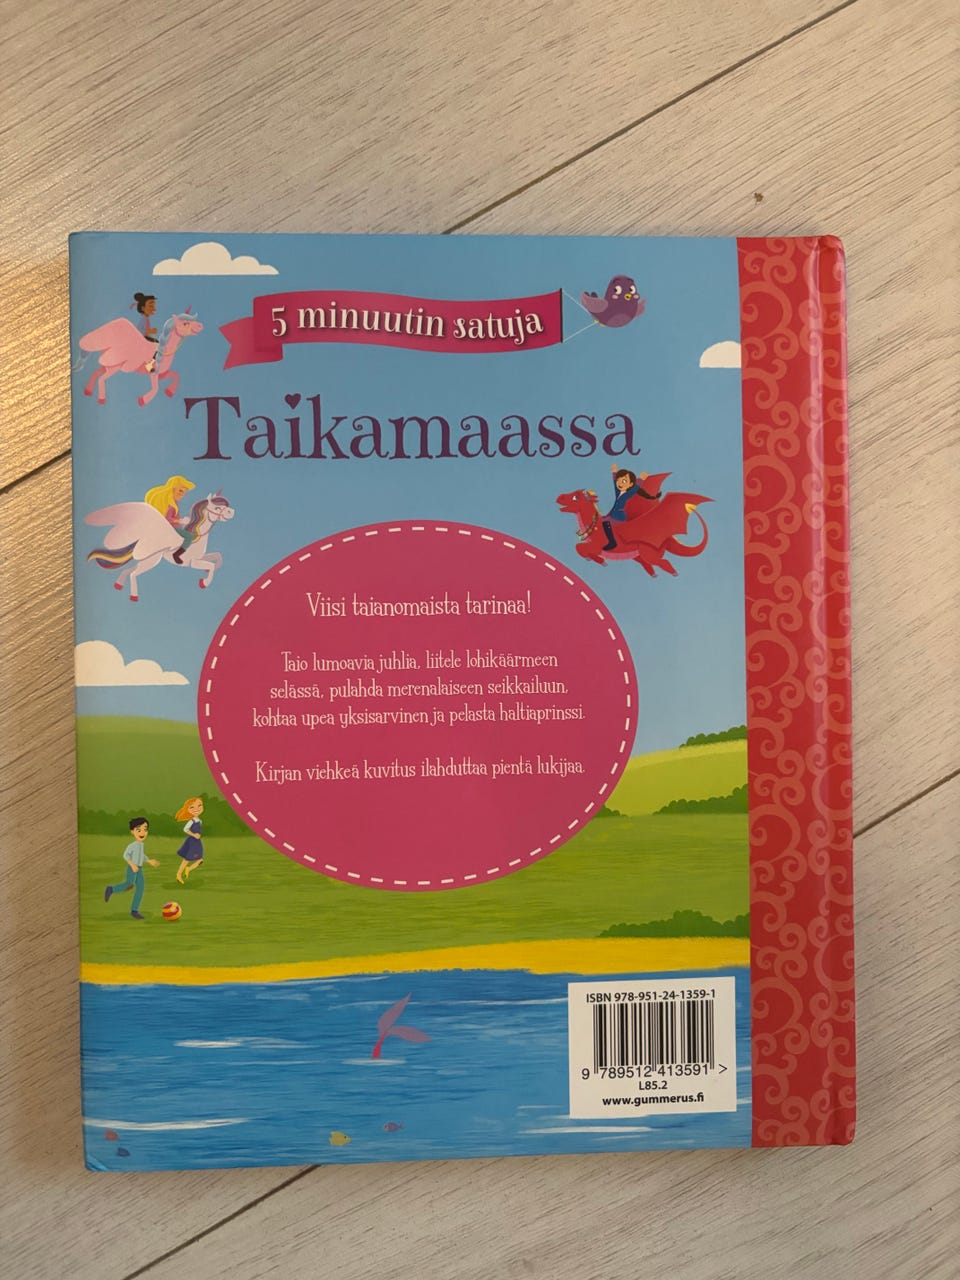 5 minuutin satuja
Taikamaassa
Viisi taianomaista tarinaa!
Taio lumoavia juhlia, liitele lohikäärmeen
selässä, pulahda merenalaiseen seikkailuun,
kohtaa upea yksisarvinen ja pelasta haltiaprinssi.
Kirjan viehkeä kuvitus ilahduttaa pientä lukijaa.
ISBN 978-951-24-1359-1
9 789512 413591 >
L85.2
www.gummerus.fi